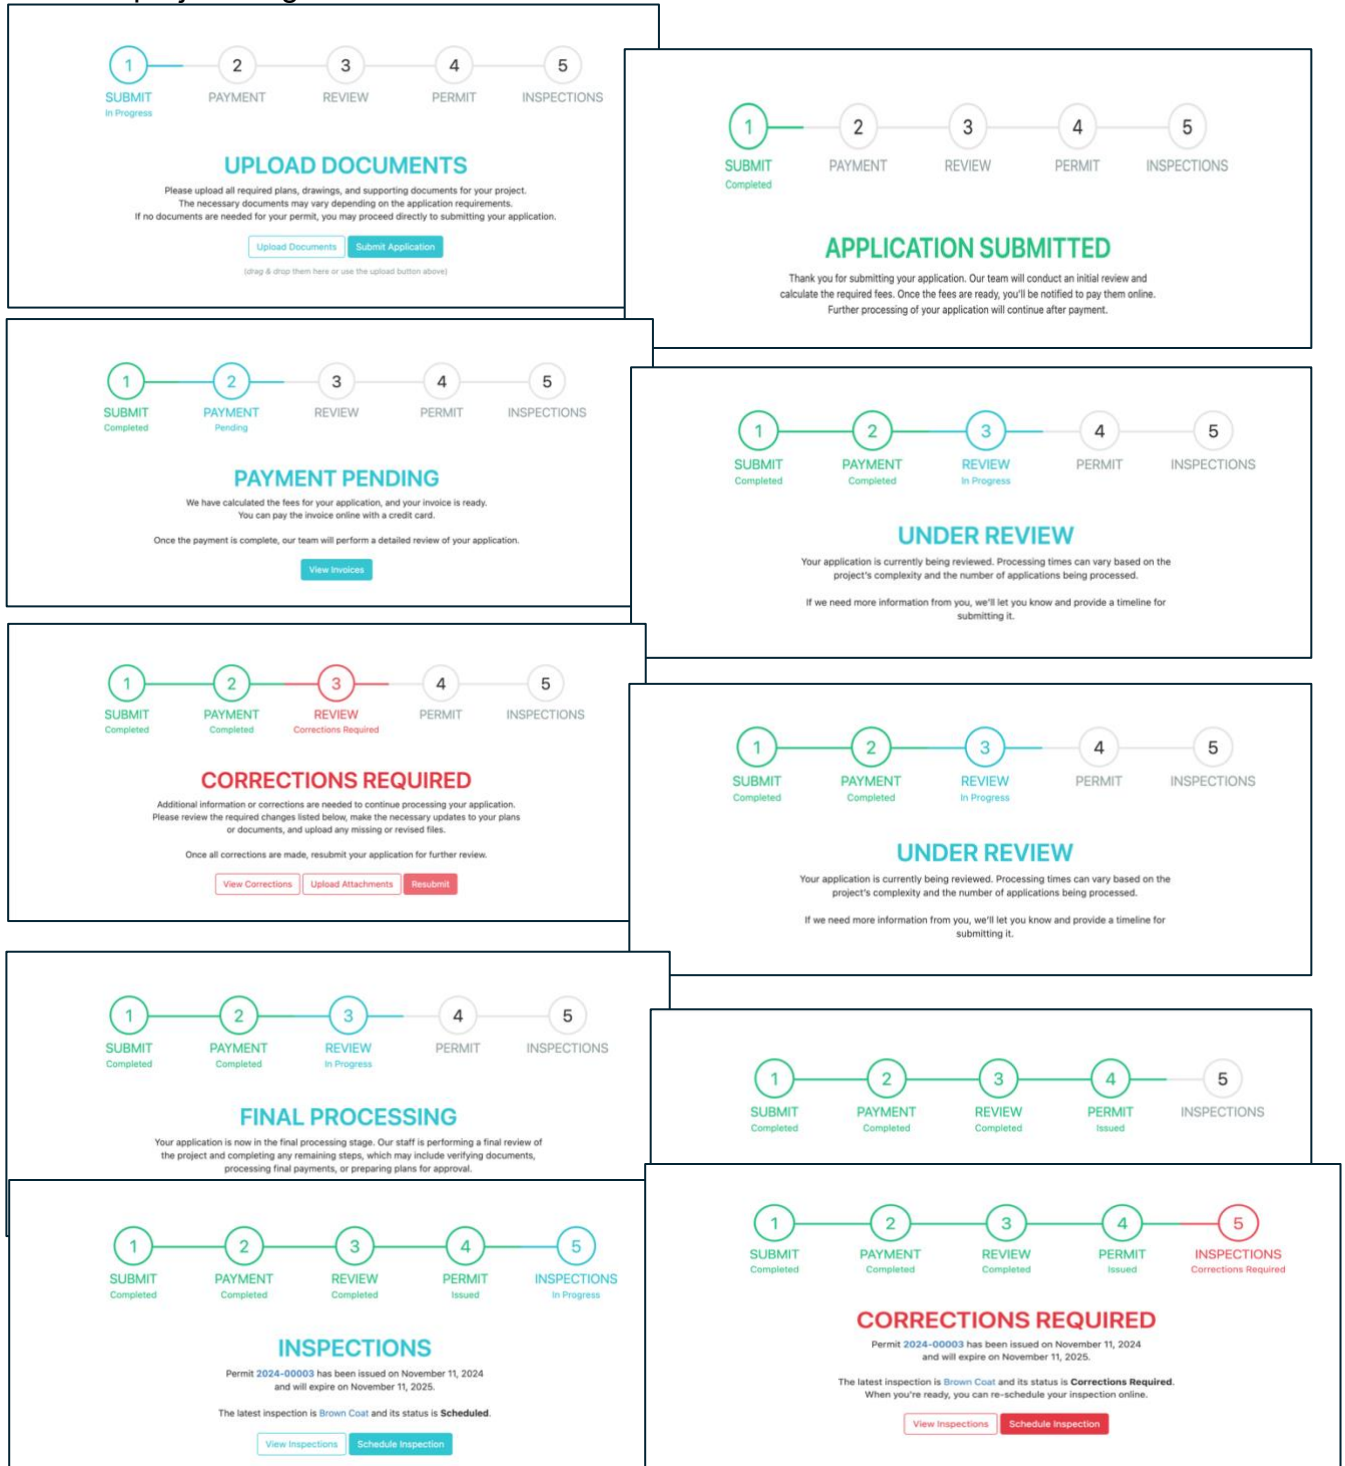 1 2 3 4 5
SUBMIT PAYMENT REVIEW PERMIT INSPECTIONS
In Progress
UPLOAD DOCUMENTS
Please upload all required plans, drawings, and supporting documents for your project.
The necessary documents may vary depending on the application requirements.
If no documents are needed for your permit, you may proceed directly to submitting your application.
Upload Documents Submit Application
(drag & drop them here or use the upload button above)
1 2 3 4 5
SUBMIT PAYMENT REVIEW PERMIT INSPECTIONS
Completed
APPLICATION SUBMITTED
Thank you for submitting your application. Our team will conduct an initial review and
calculate the required fees. Once the fees are ready, you'll be notified to pay them online.
Further processing of your application will continue after payment.
1 2 3 4 5
SUBMIT PAYMENT REVIEW PERMIT INSPECTIONS
Completed Pending
PAYMENT PENDING
We have calculated the fees for your application, and your invoice is ready.
You can pay the invoice online with a credit card.
Once the payment is complete, our team will perform a detailed review of your application.
View Invoices
1 2 3 4 5
SUBMIT PAYMENT REVIEW PERMIT INSPECTIONS
Completed Completed In Progress
UNDER REVIEW
Your application is currently being reviewed. Processing times can vary based on the
project's complexity and the number of applications being processed.
If we need more information from you, we'll let you know and provide a timeline for
submitting it.
1 2 3 4 5
SUBMIT PAYMENT REVIEW PERMIT INSPECTIONS
Completed Completed Corrections Required
CORRECTIONS REQUIRED
Additional information or corrections are needed to continue processing your application.
Please review the required changes listed below, make the necessary updates to your plans
or documents, and upload any missing or revised files.
Once all corrections are made, resubmit your application for further review.
View Corrections Upload Attachments Resubmit
1 2 3 4 5
SUBMIT PAYMENT REVIEW PERMIT INSPECTIONS
Completed Completed In Progress
UNDER REVIEW
Your application is currently being reviewed. Processing times can vary based on the
project's complexity and the number of applications being processed.
If we need more information from you, we'll let you know and provide a timeline for
submitting it.
1 2 3 4 5
SUBMIT PAYMENT REVIEW PERMIT INSPECTIONS
Completed Completed In Progress
FINAL PROCESSING
Your application is now in the final processing stage. Our staff is performing a final review of
the project and completing any remaining steps, which may include verifying documents,
processing final payments, or preparing plans for approval.
1 2 3 4 5
SUBMIT PAYMENT REVIEW PERMIT INSPECTIONS
Completed Completed Completed Issued
1 2 3 4 5
SUBMIT PAYMENT REVIEW PERMIT INSPECTIONS
Completed Completed Completed Issued In Progress
INSPECTIONS
Permit 2024-00003 has been issued on November 11, 2024
and will expire on November 11, 2025.
The latest inspection is Brown Coat and its status is Scheduled.
View Inspections Schedule Inspection
1 2 3 4 5
SUBMIT PAYMENT REVIEW PERMIT INSPECTIONS
Completed Completed Completed Issued Corrections Required
CORRECTIONS REQUIRED
Permit 2024-00003 has been issued on November 11, 2024
and will expire on November 11, 2025.
The latest inspection is Brown Coat and its status is Corrections Required.
When you're ready, you can re-schedule your inspection online.
View Inspections Schedule Inspection